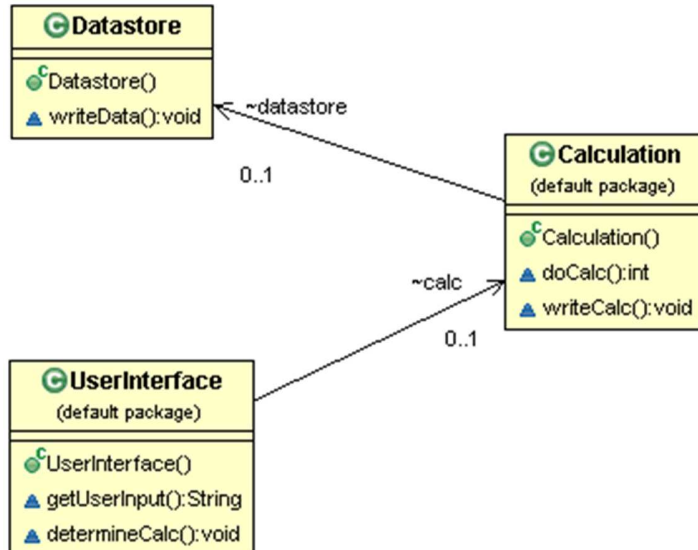 Datastore
Datastore()
writeData():void
~datastore
0..1
Calculation
(default package)
Calculation()
doCalc():int
writeCalc():void
~calc
0..1
UserInterface
(default package)
UserInterface()
getUserInput():String
determineCalc():void